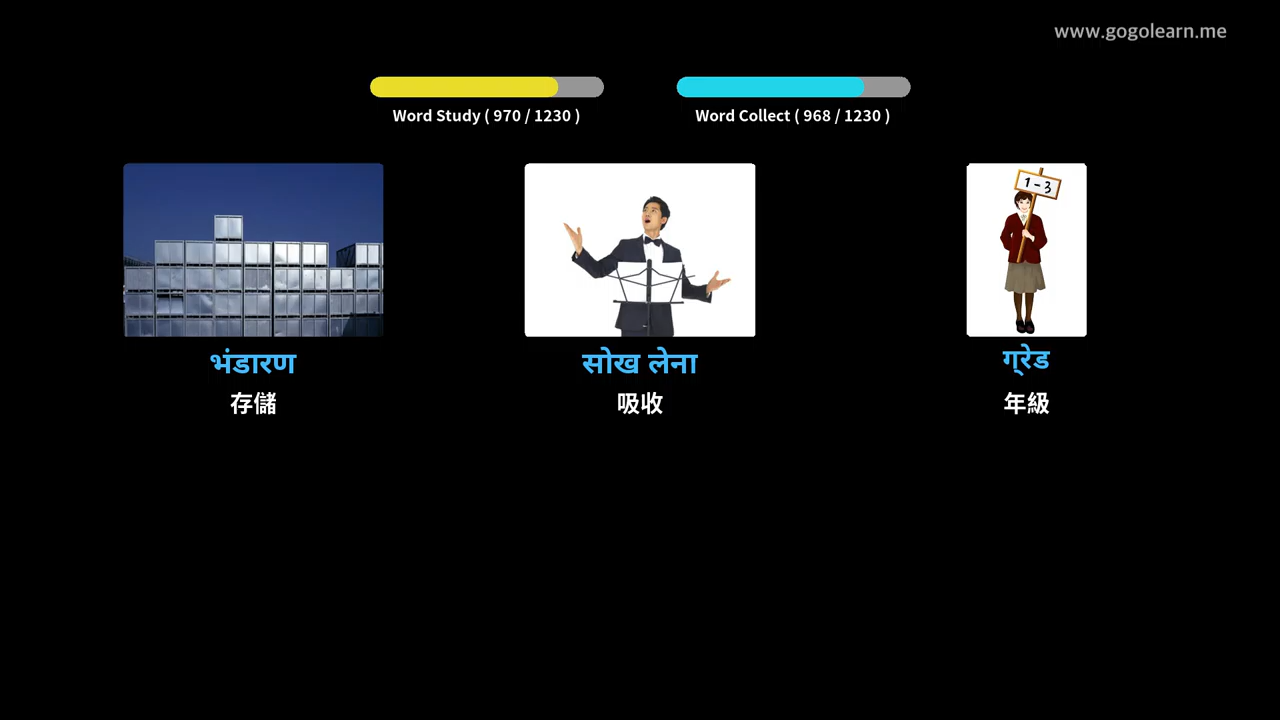 www.gogolearn.me
Word Study ( 970 / 1230 )
Word Collect ( 968 / 1230 )
1-3
भंडारण
सोख लेना
ग्रेड
存儲
吸收
年級